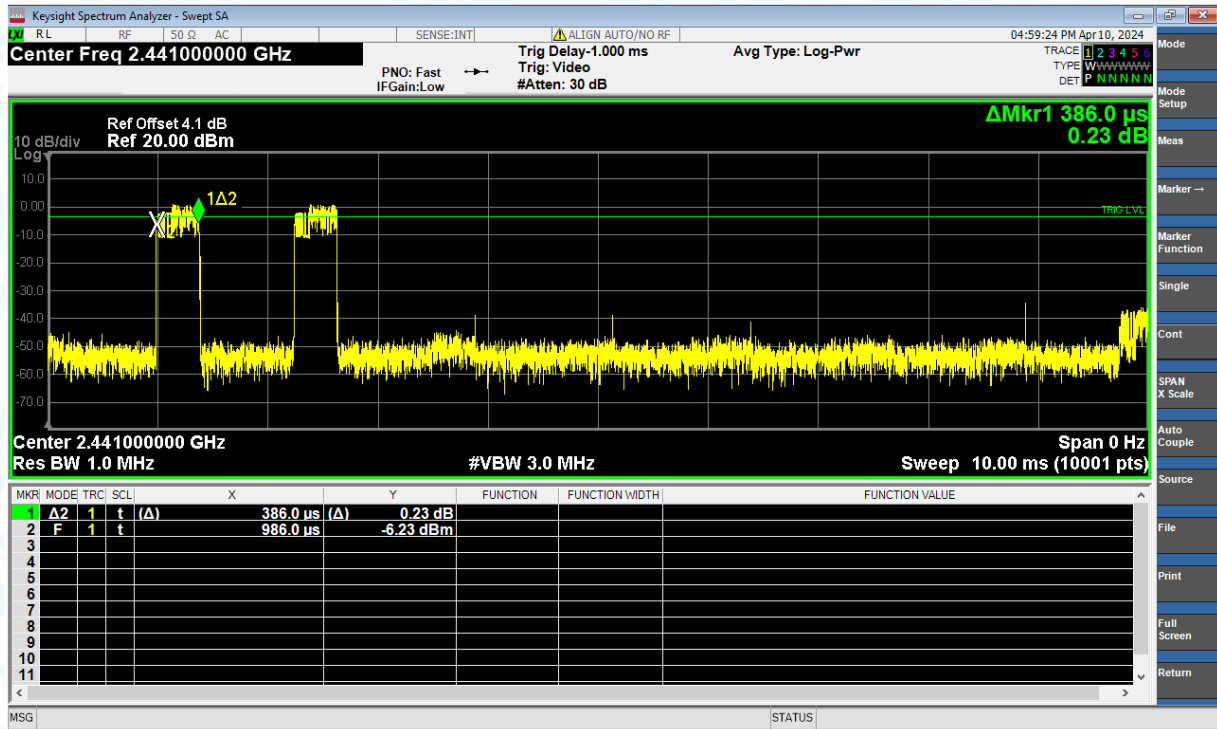 Keysight Spectrum Analyzer - Swept SA
LXI RL RF 50 Ω AC SENSE:INT ALIGN AUTO/NO RF 04:59:24 PM Apr 10, 2024
Center Freq 2.441000000 GHz
PNO: Fast
IFGain:Low
Trig Delay-1.000 ms
Trig: Video
#Atten: 30 dB
Avg Type: Log-Pwr
TRACE 1 2 3 4 5 6
TYPE WWWWWW
DET P N N N N N
ΔMkr1 386.0 µs
0.23 dB
Ref Offset 4.1 dB
10 dB/div Ref 20.00 dBm
Log
10.0
0.00
-10.0
-20.0
-30.0
-40.0
-50.0
-60.0
-70.0
1Δ2
X
TRIG LVL
Center 2.441000000 GHz Span 0 Hz
Res BW 1.0 MHz #VBW 3.0 MHz Sweep 10.00 ms (10001 pts)
MKR MODE TRC SCL X Y FUNCTION FUNCTION WIDTH FUNCTION VALUE
1 Δ2 1 t (Δ) 386.0 µs (Δ) 0.23 dB
2 F 1 t 986.0 µs -6.23 dBm
3
4
5
6
7
8
9
10
11
MSG STATUS
Mode
Mode
Setup
Meas
Marker →
Marker
Function
Single
Cont
SPAN
X Scale
Auto
Couple
Source
File
Print
Full
Screen
Return